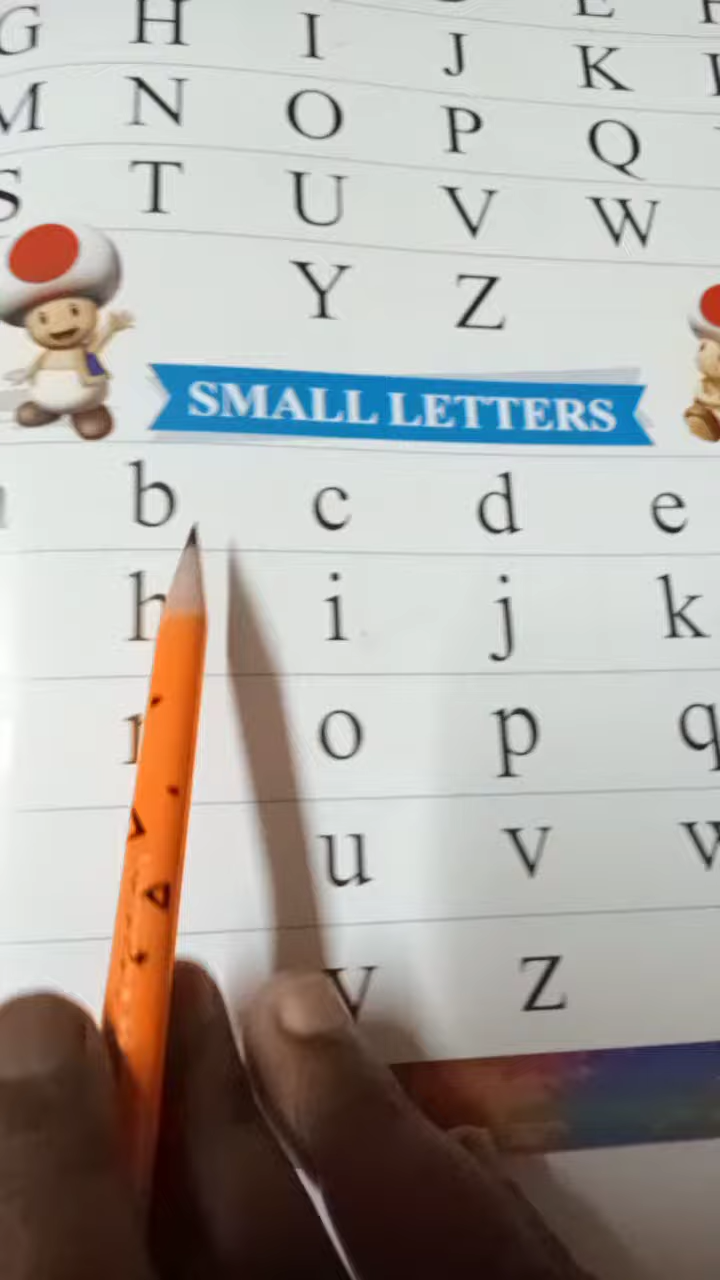 G H I J K
M N O P Q
S T U V W
Y Z
SMALL LETTERS
b c d e
h i j k
o p q
u v w
y z